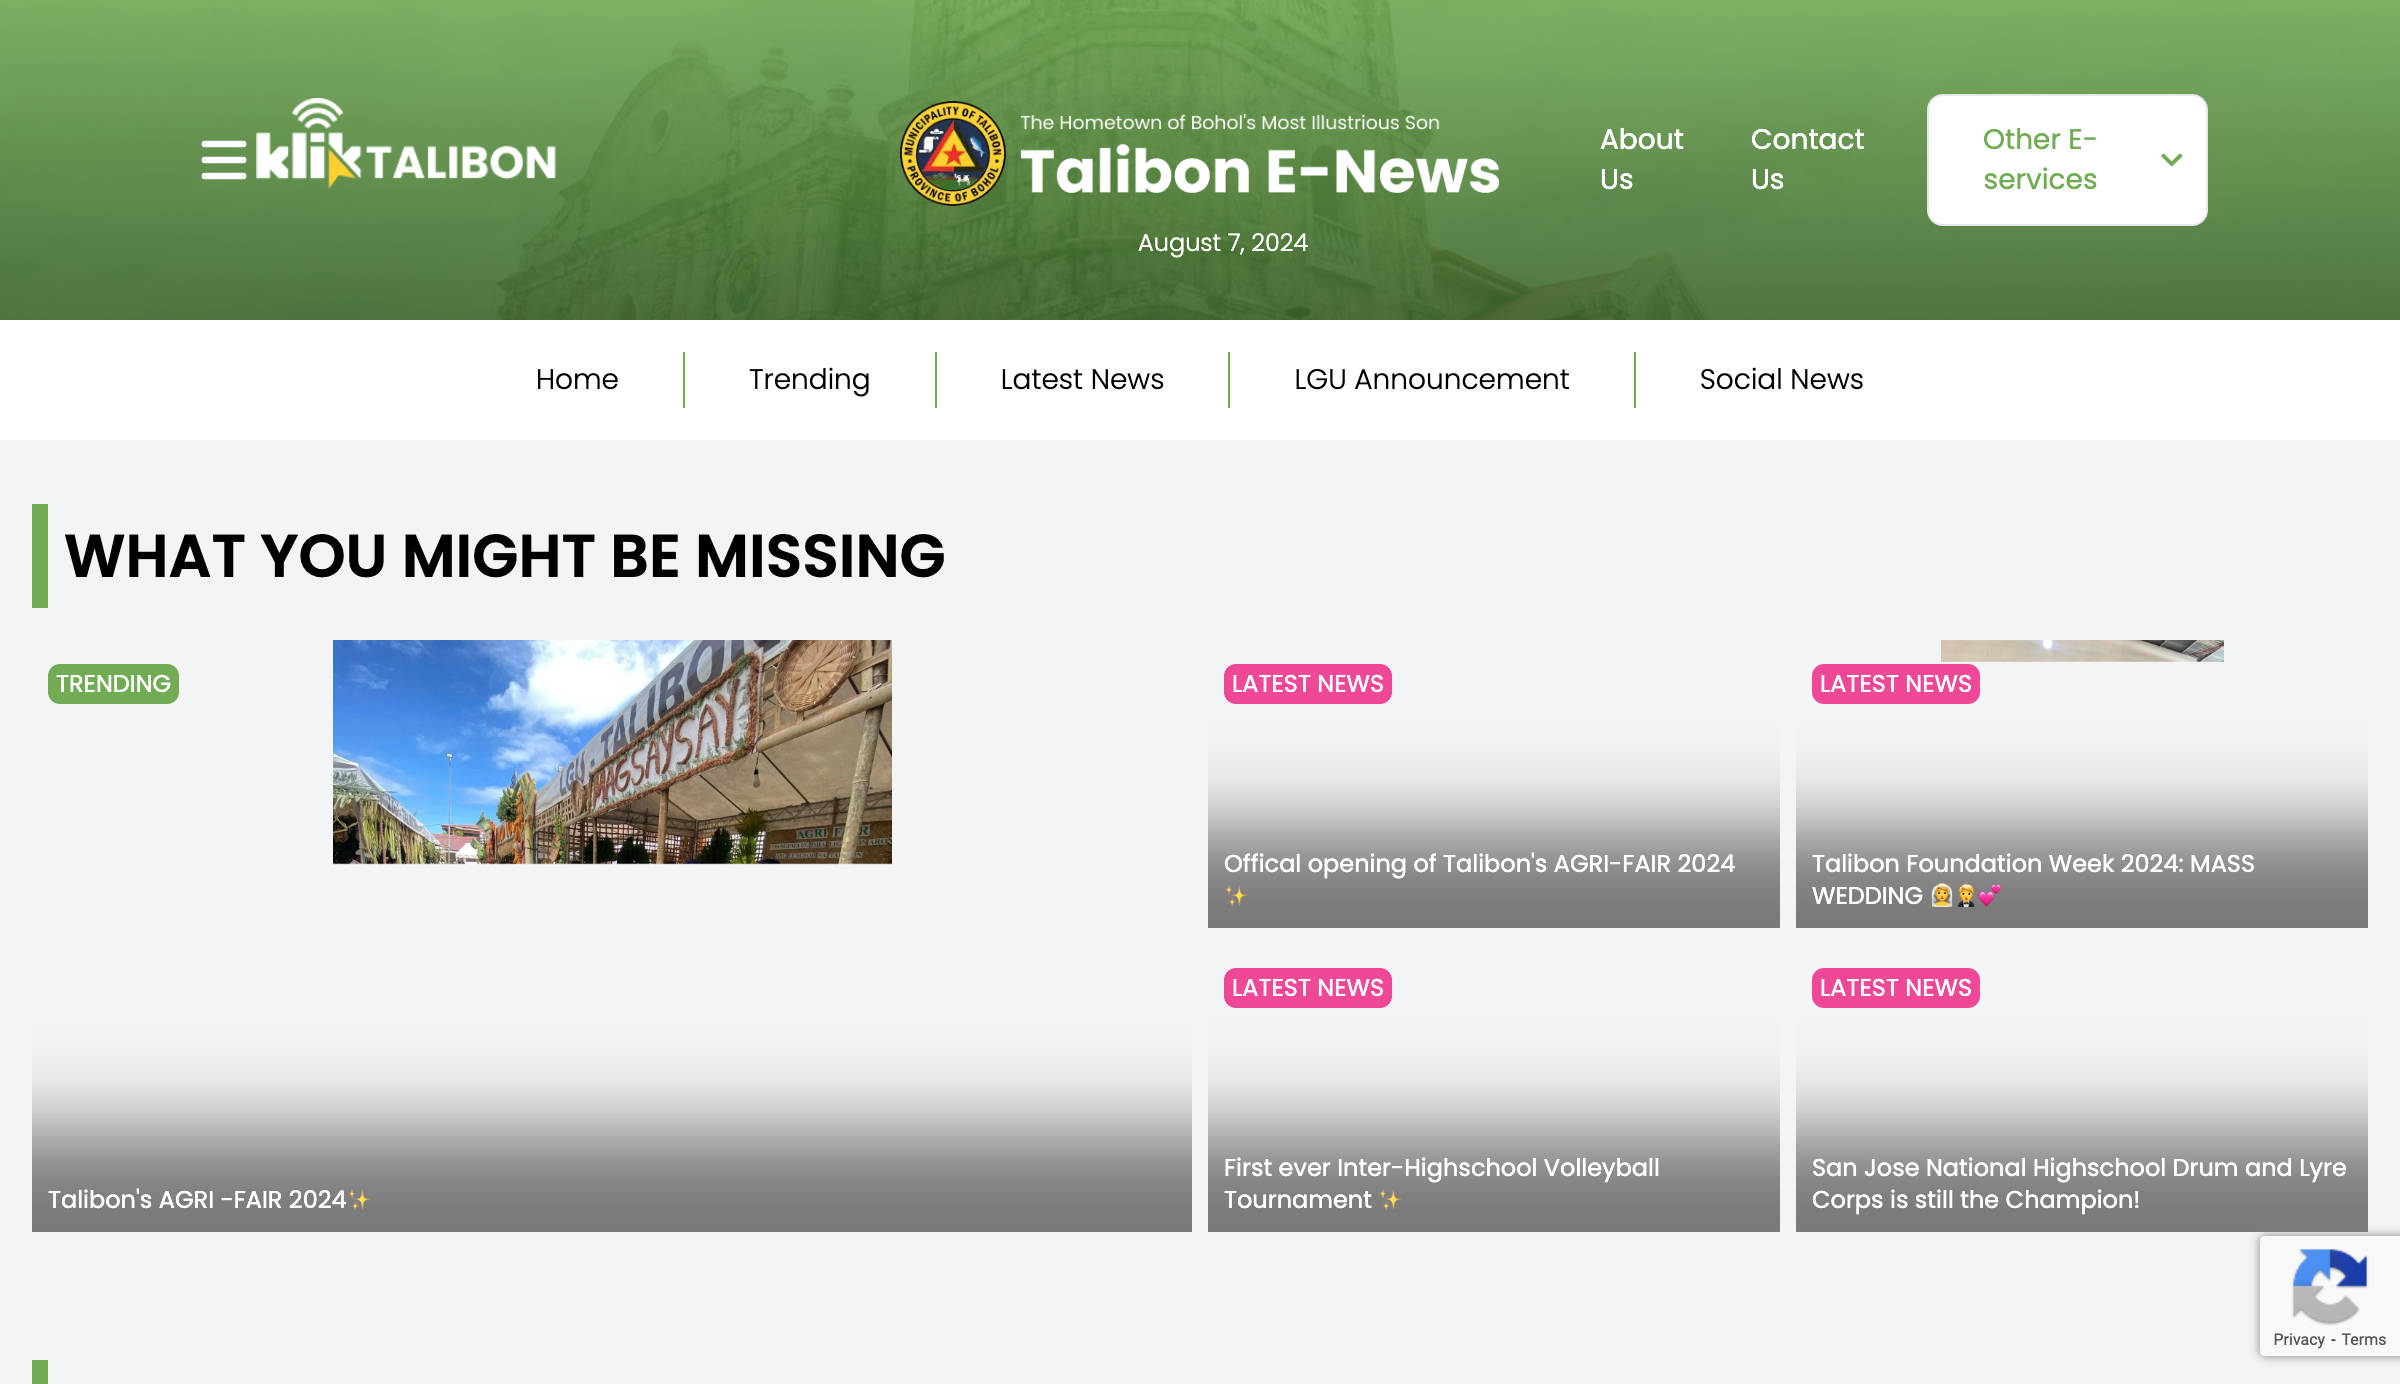 klik TALIBON
MUNICIPALITY OF TALIBON
PROVINCE OF BOHOL
The Hometown of Bohol's Most Illustrious Son
Talibon E-News
August 7, 2024
About Us
Contact Us
Other E-services
Home
Trending
Latest News
LGU Announcement
Social News
WHAT YOU MIGHT BE MISSING
TRENDING
LGU - TALIBON
MAGSAYSAY
AGRI FAIR
Talibon's AGRI -FAIR 2024✨
LATEST NEWS
Offical opening of Talibon's AGRI-FAIR 2024
✨
LATEST NEWS
Talibon Foundation Week 2024: MASS
WEDDING 👰🤵💕
LATEST NEWS
First ever Inter-Highschool Volleyball
Tournament ✨
LATEST NEWS
San Jose National Highschool Drum and Lyre
Corps is still the Champion!
Privacy - Terms